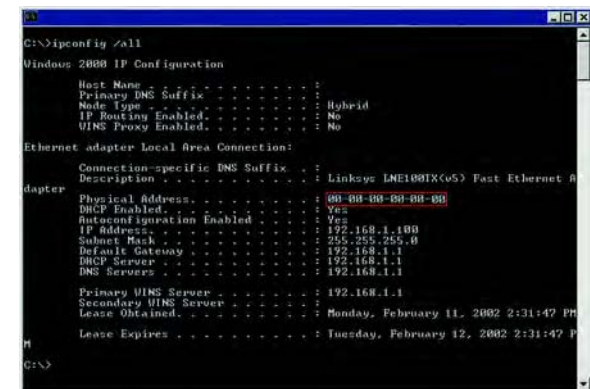 C:\>ipconfig /all
Windows 2000 IP Configuration
Host Name . . . . . . . . . . . . :
Primary DNS Suffix . . . . . . . :
Node Type . . . . . . . . . . . . : Hybrid
IP Routing Enabled. . . . . . . . : No
WINS Proxy Enabled. . . . . . . . : No
Ethernet adapter Local Area Connection:
Connection-specific DNS Suffix . :
Description . . . . . . . . . . . : Linksys LNE100TX(v5) Fast Ethernet A
dapter
Physical Address. . . . . . . . . : 00-00-00-00-00-00
DHCP Enabled. . . . . . . . . . . : Yes
Autoconfiguration Enabled . . . . : Yes
IP Address. . . . . . . . . . . . : 192.168.1.100
Subnet Mask . . . . . . . . . . . : 255.255.255.0
Default Gateway . . . . . . . . . : 192.168.1.1
DHCP Server . . . . . . . . . . . : 192.168.1.1
DNS Servers . . . . . . . . . . . : 192.168.1.1
Primary WINS Server . . . . . . . : 192.168.1.1
Secondary WINS Server . . . . . . :
Lease Obtained. . . . . . . . . . : Monday, February 11, 2002 2:31:47 PM
Lease Expires . . . . . . . . . . : Tuesday, February 12, 2002 2:31:47 P
M
C:\>